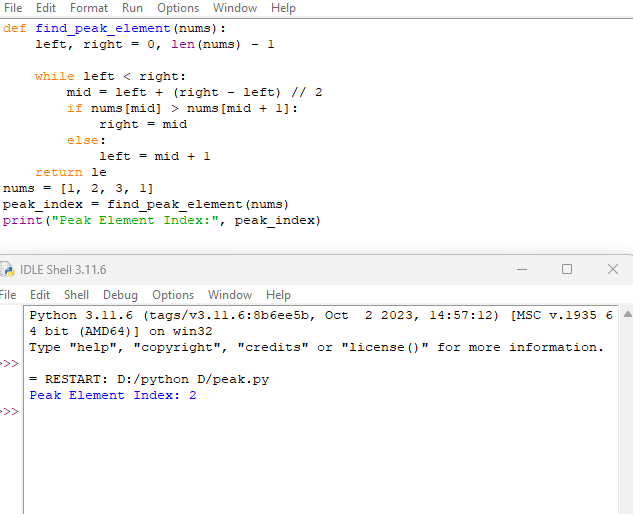 File Edit Format Run Options Window Help
def find_peak_element(nums):
    left, right = 0, len(nums) - 1

    while left < right:
        mid = left + (right - left) // 2
        if nums[mid] > nums[mid + 1]:
            right = mid
        else:
            left = mid + 1
    return le
nums = [1, 2, 3, 1]
peak_index = find_peak_element(nums)
print("Peak Element Index:", peak_index)
IDLE Shell 3.11.6
File Edit Shell Debug Options Window Help
Python 3.11.6 (tags/v3.11.6:8b6ee5b, Oct  2 2023, 14:57:12) [MSC v.1935 6
4 bit (AMD64)] on win32
Type "help", "copyright", "credits" or "license()" for more information.
>>>
= RESTART: D:/python D/peak.py
Peak Element Index: 2
>>>